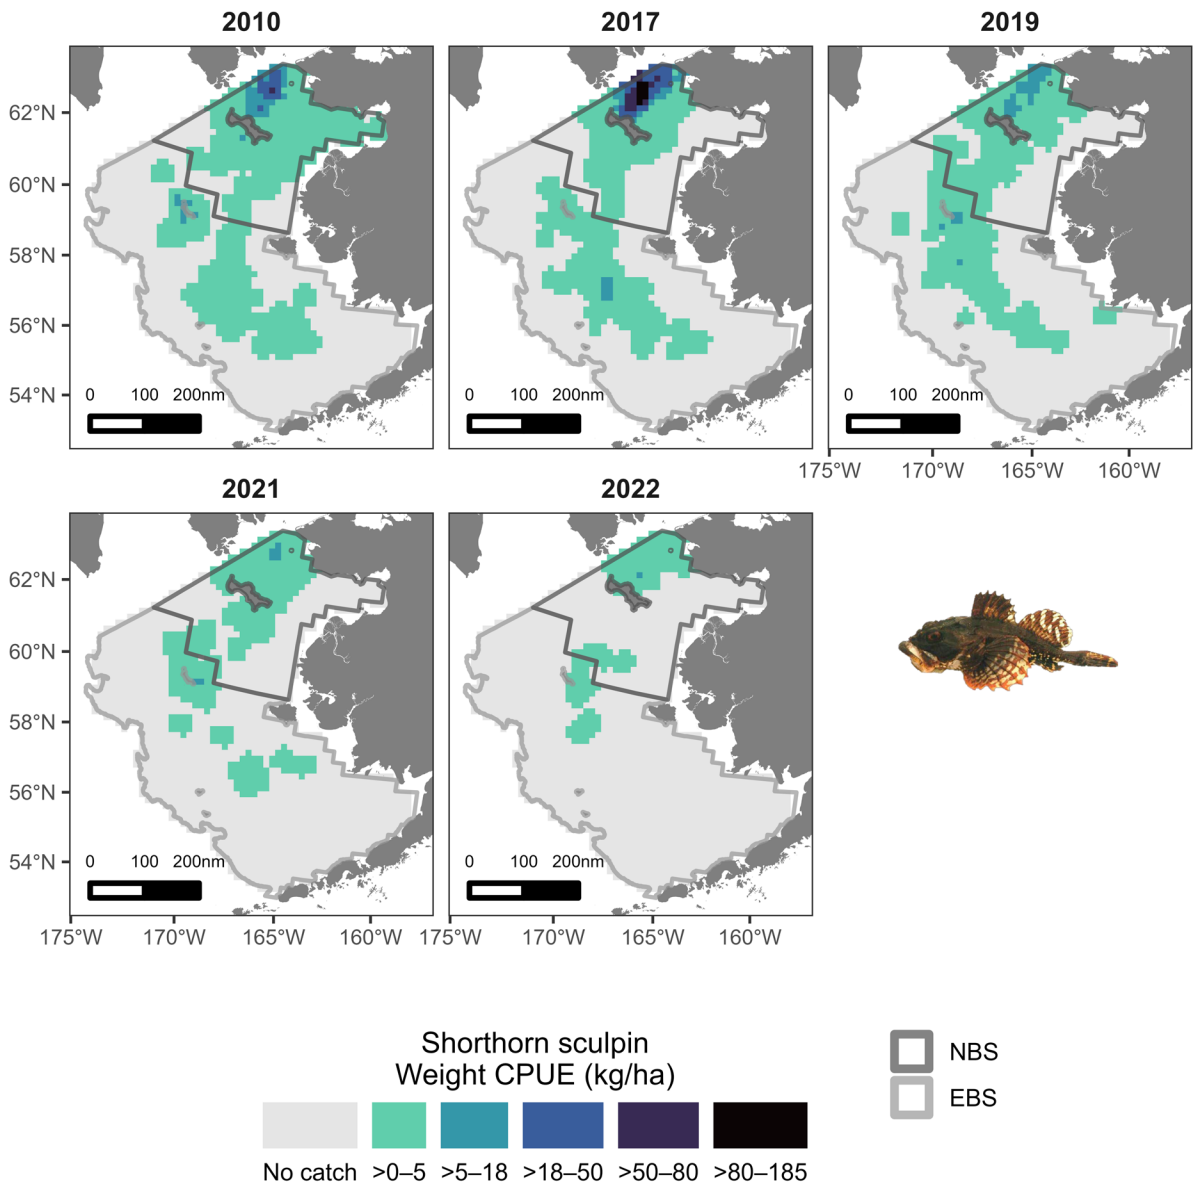 2010
2017
2019
62°N
60°N
58°N
56°N
54°N
0 100 200nm
0 100 200nm
0 100 200nm
175°W 170°W 165°W 160°W
2021
2022
62°N
60°N
58°N
56°N
54°N
0 100 200nm
0 100 200nm
175°W 170°W 165°W 160°W
175°W 170°W 165°W 160°W
Shorthorn sculpin
Weight CPUE (kg/ha)
No catch >0–5 >5–18 >18–50 >50–80 >80–185
NBS
EBS